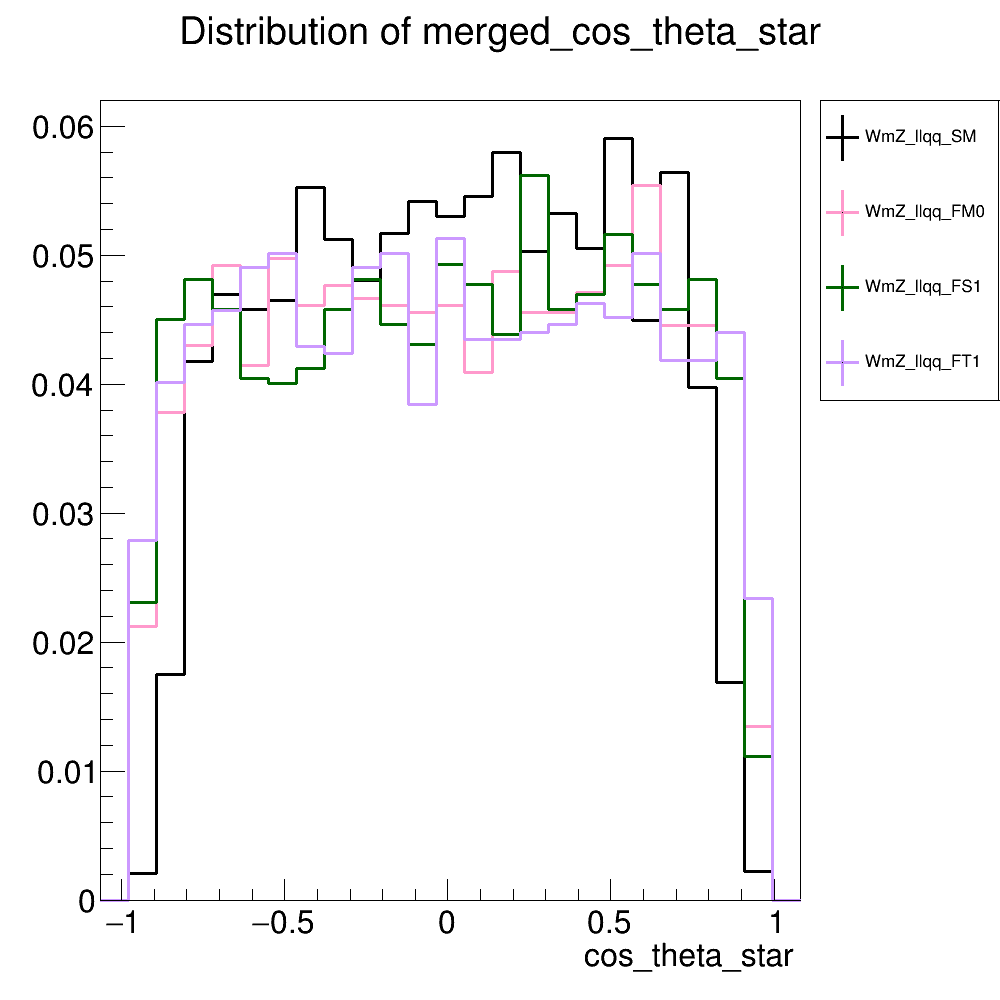 Distribution of merged_cos_theta_star
0.06
0.05
0.04
0.03
0.02
0.01
0
−1
−0.5
0
0.5
1
cos_theta_star
WmZ_llqq_SM
WmZ_llqq_FM0
WmZ_llqq_FS1
WmZ_llqq_FT1